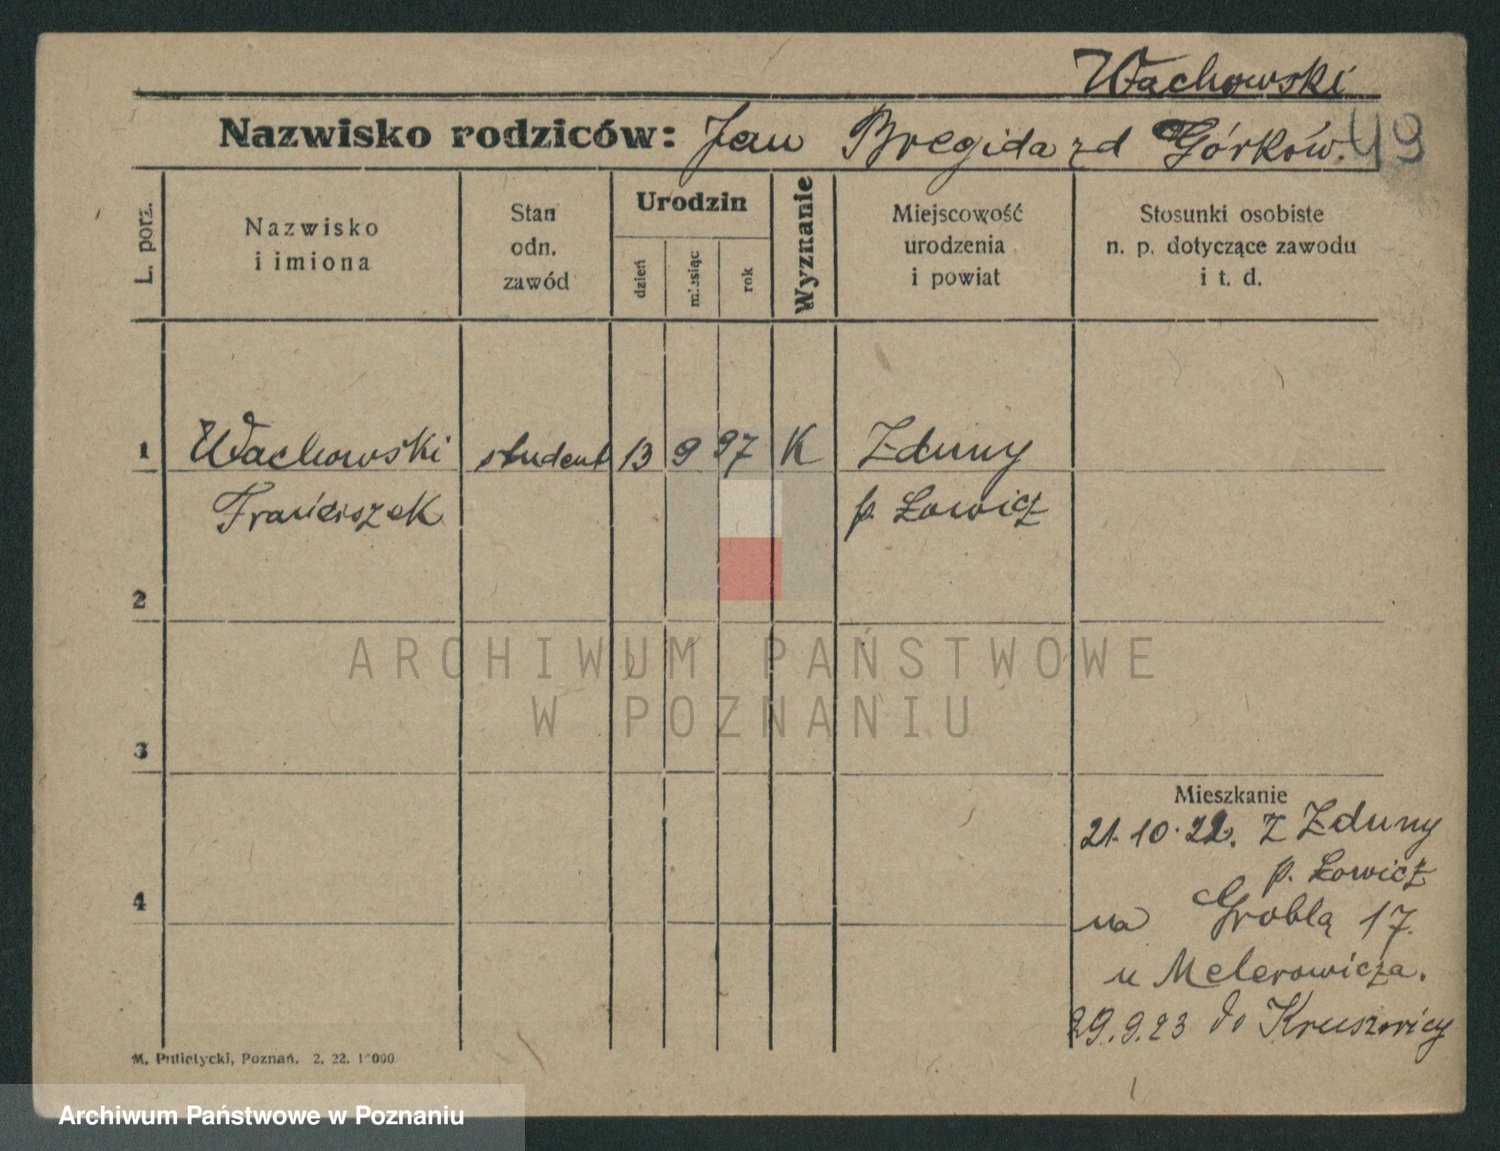 Wachowski
Nazwisko rodziców: Jan Bregida zd Górków. 49
L. porz.
Nazwisko
i imiona
Stan
odn.
zawód
Urodzin
dzień
miesiąc
rok
Wyznanie
Miejscowość
urodzenia
i powiat
Stosunki osobiste
n. p. dotyczące zawodu
i t. d.
1 Wachowski student 13 9 97 K Zduny
Franciszek p. Łowicz
2
3
4
Mieszkanie
21.10.22. z Zduny
p. Łowicz
na Groblą 17.
u Melerowicza.
29.9.23 do Kruszwicy
M. Putiatycki, Poznań. 2. 22. 10000
ARCHIWUM PAŃSTWOWE
W POZNANIU
Archiwum Państwowe w Poznaniu